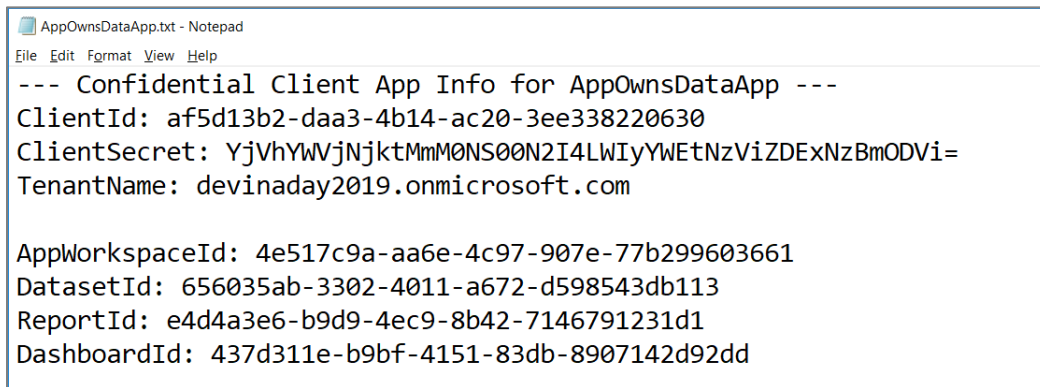 AppOwnsDataApp.txt - Notepad
File Edit Format View Help
--- Confidential Client App Info for AppOwnsDataApp ---
ClientId: af5d13b2-daa3-4b14-ac20-3ee338220630
ClientSecret: YjVhYWVjNjktMmM0NS00N2I4LWIyYWEtNzViZDExNzBmODVi=
TenantName: devinaday2019.onmicrosoft.com
AppWorkspaceId: 4e517c9a-aa6e-4c97-907e-77b299603661
DatasetId: 656035ab-3302-4011-a672-d598543db113
ReportId: e4d4a3e6-b9d9-4ec9-8b42-7146791231d1
DashboardId: 437d311e-b9bf-4151-83db-8907142d92dd